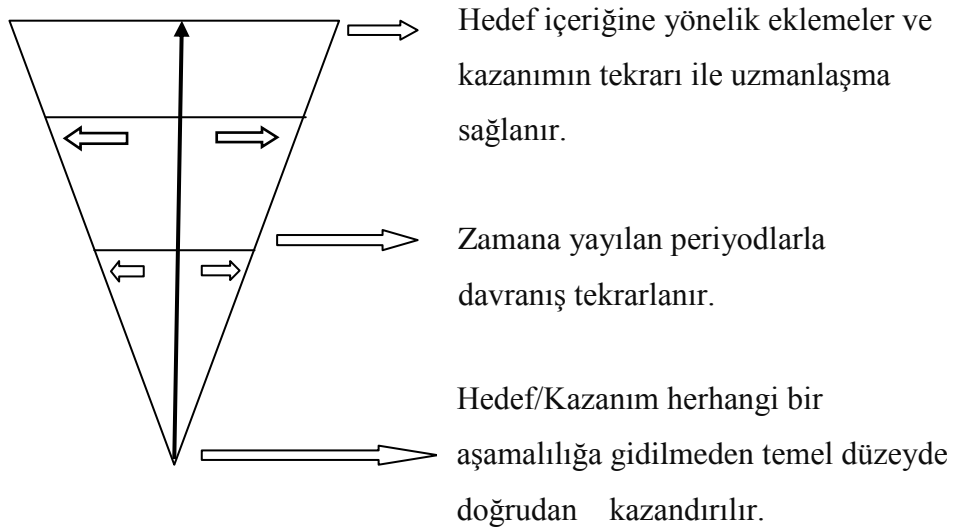 Hedef içeriğine yönelik eklemeler ve
kazanımın tekrarı ile uzmanlaşma
sağlanır.
Zamana yayılan periyodlarla
davranış tekrarlanır.
Hedef/Kazanım herhangi bir
aşamalılığa gidilmeden temel düzeyde
doğrudan kazandırılır.